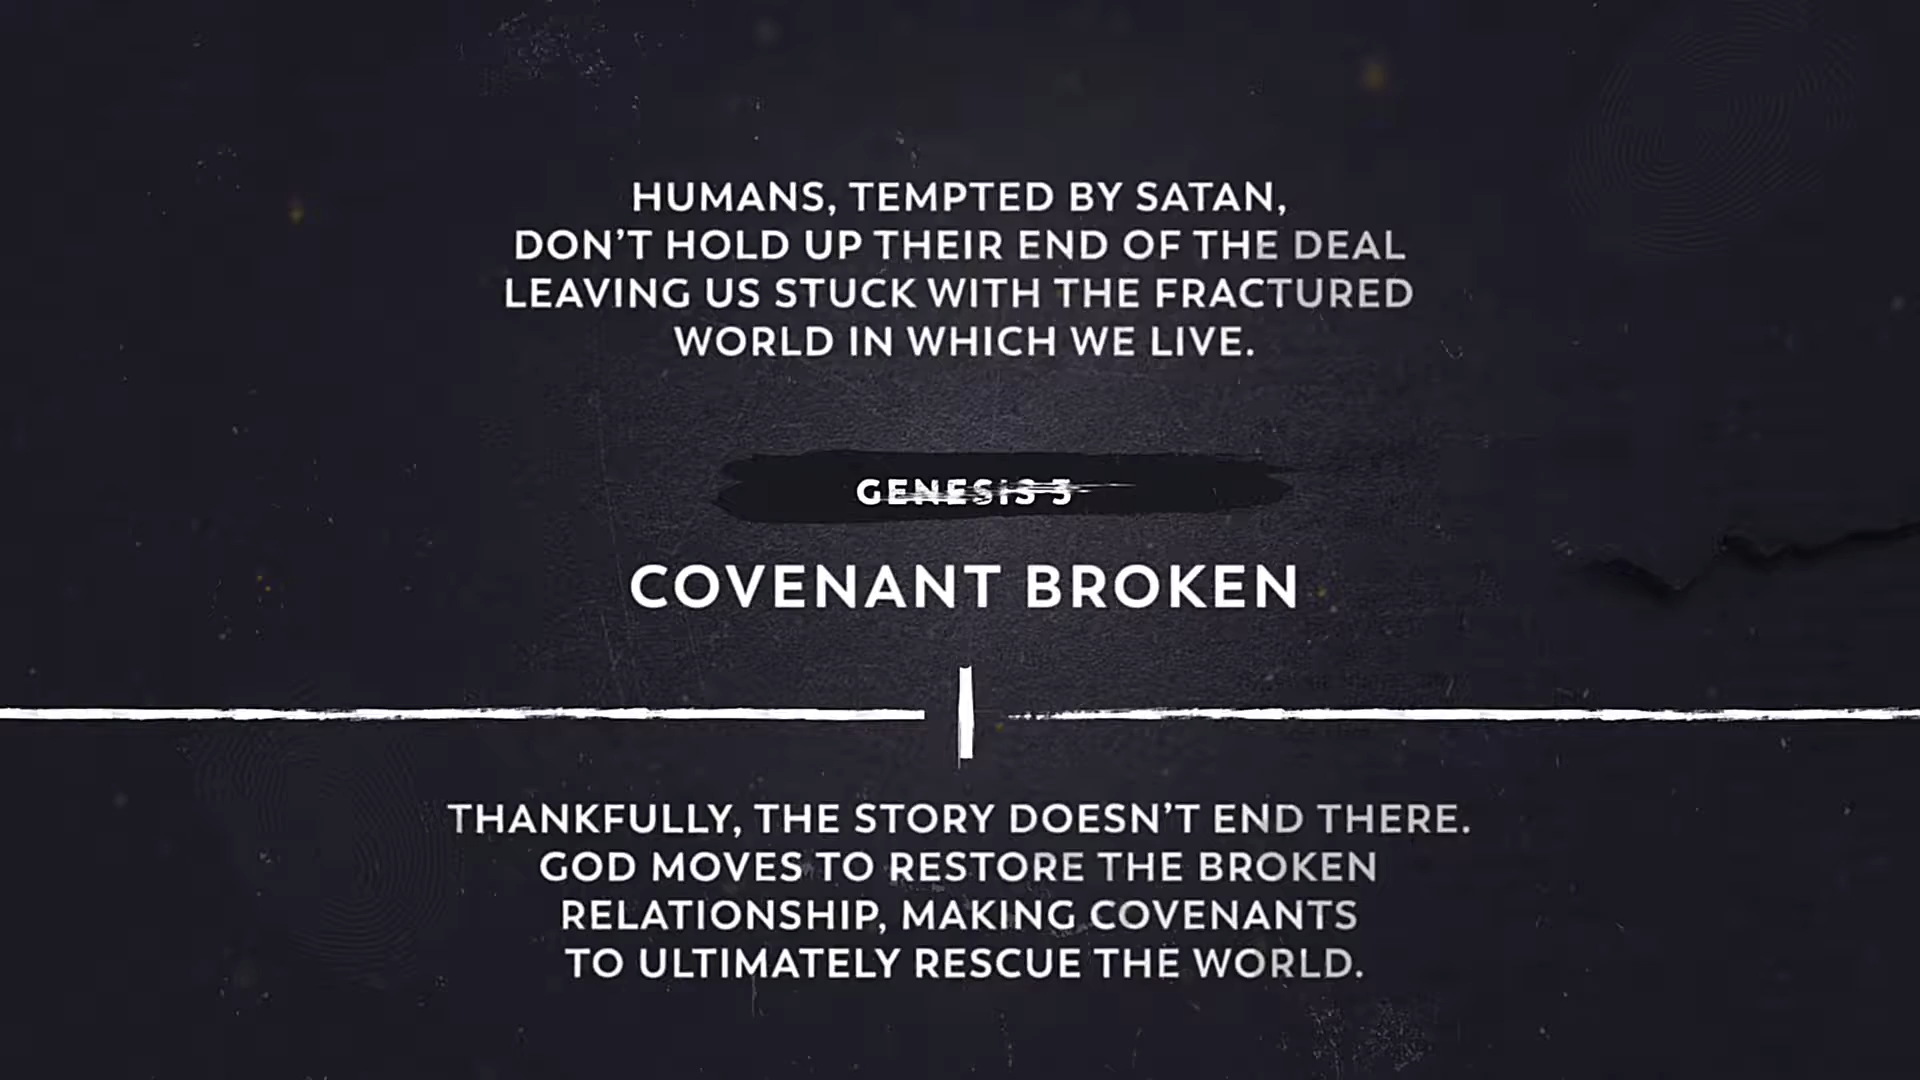 HUMANS, TEMPTED BY SATAN,
DON'T HOLD UP THEIR END OF THE DEAL
LEAVING US STUCK WITH THE FRACTURED
WORLD IN WHICH WE LIVE.
GENESIS 3
COVENANT BROKEN
THANKFULLY, THE STORY DOESN'T END THERE.
GOD MOVES TO RESTORE THE BROKEN
RELATIONSHIP, MAKING COVENANTS
TO ULTIMATELY RESCUE THE WORLD.